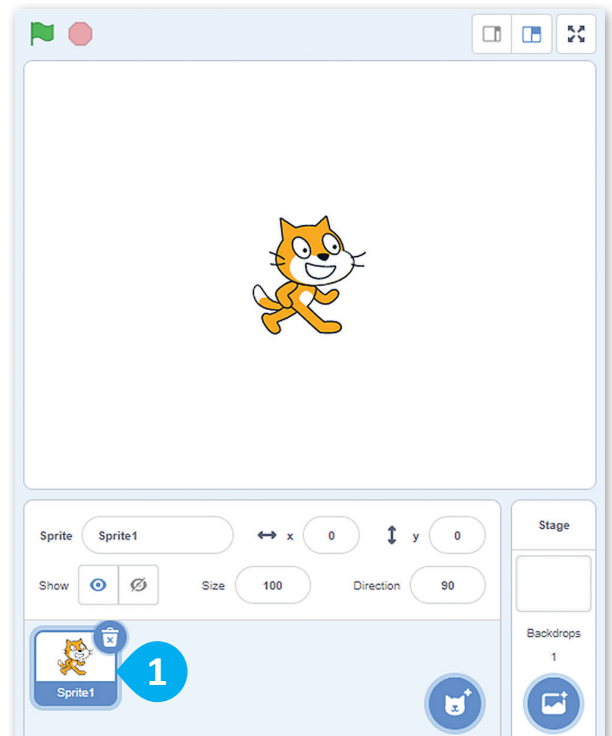 Sprite Sprite1 x 0 y 0
Show Size 100 Direction 90
Sprite1
1
Stage
Backdrops
1